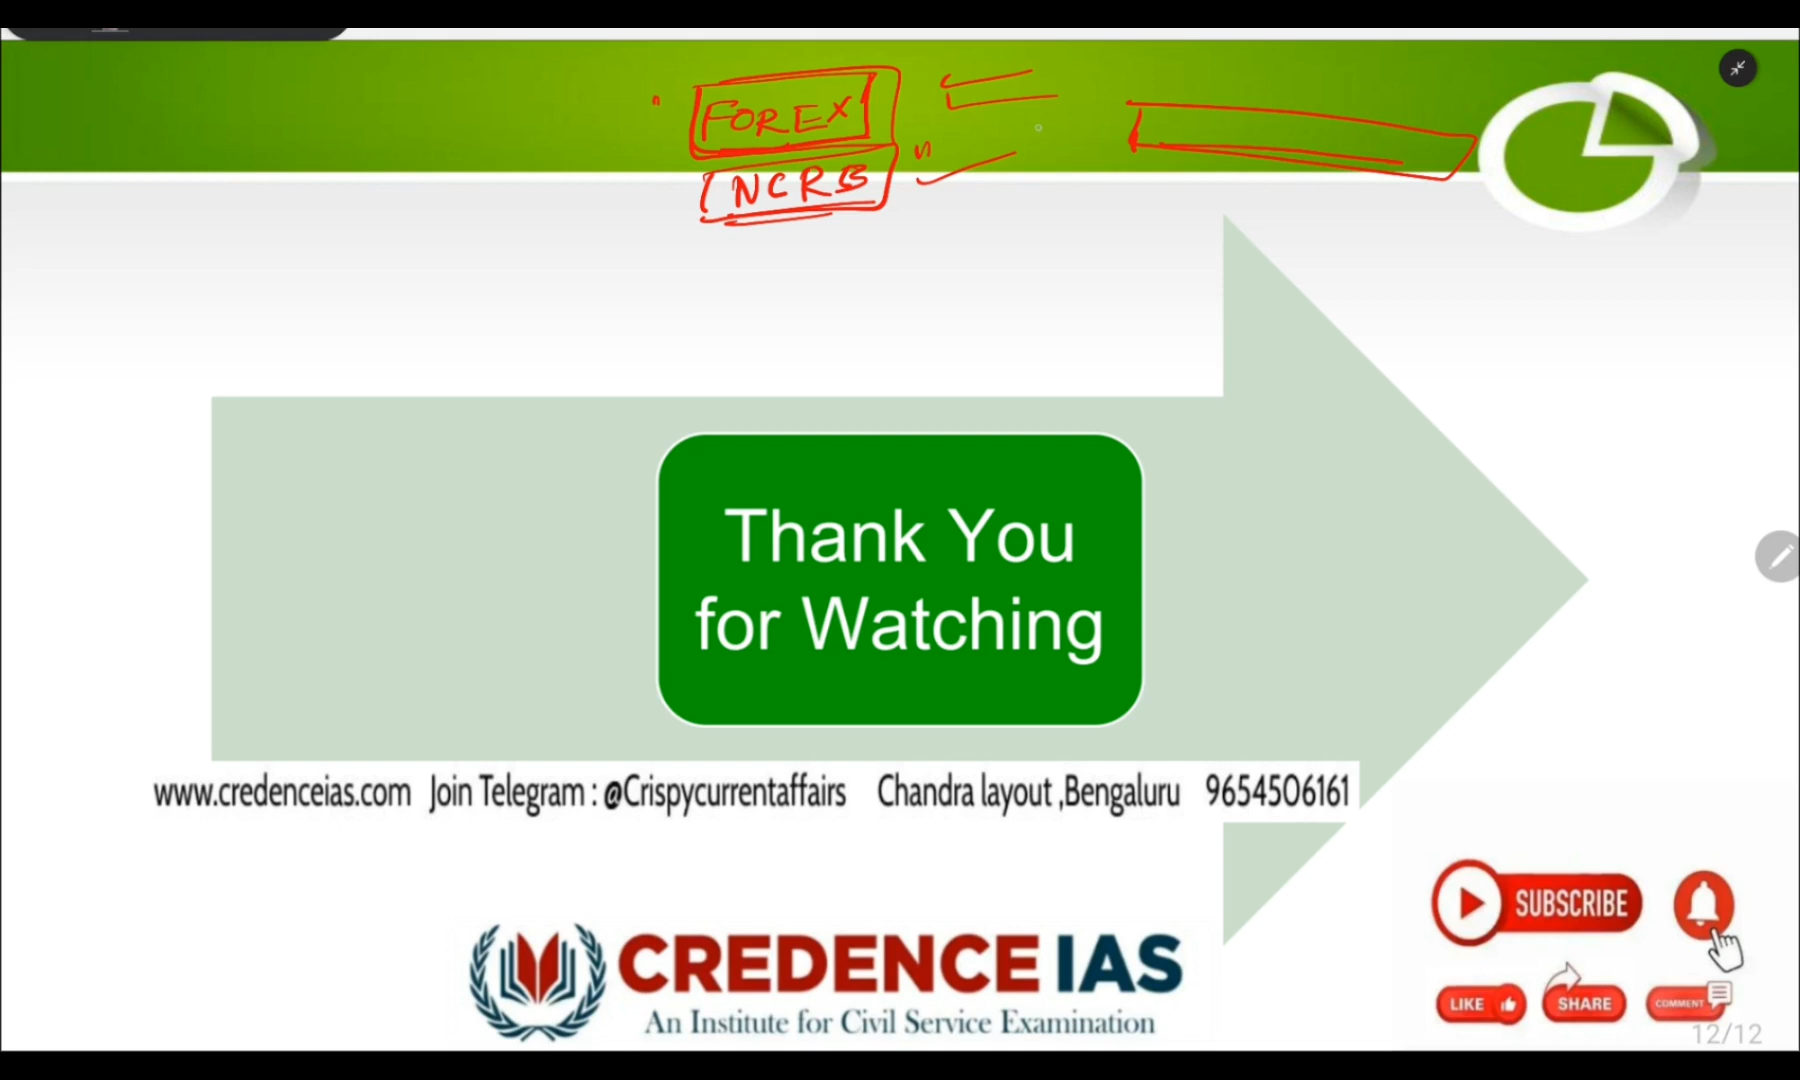 FOREX
NCRB
Thank You
for Watching
www.credenceias.com Join Telegram : @Crispycurrentaffairs Chandra layout ,Bengaluru 9654506161
SUBSCRIBE
CREDENCE IAS
An Institute for Civil Service Examination
LIKE SHARE COMMENT
12/12